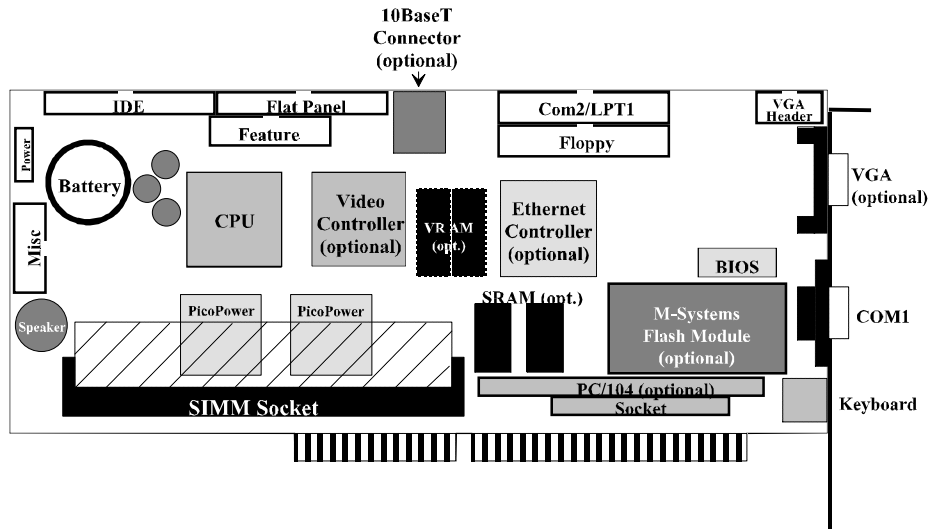 10BaseT
Connector
(optional)
IDE
Flat Panel
Feature
Com2/LPT1
Floppy
VGA
Header
Power
Battery
CPU
Video
Controller
(optional)
VRAM
(opt.)
Ethernet
Controller
(optional)
VGA
(optional)
Misc
BIOS
Speaker
PicoPower
PicoPower
SRAM (opt.)
M-Systems
Flash Module
(optional)
COM1
SIMM Socket
PC/104 (optional)
Socket
Keyboard